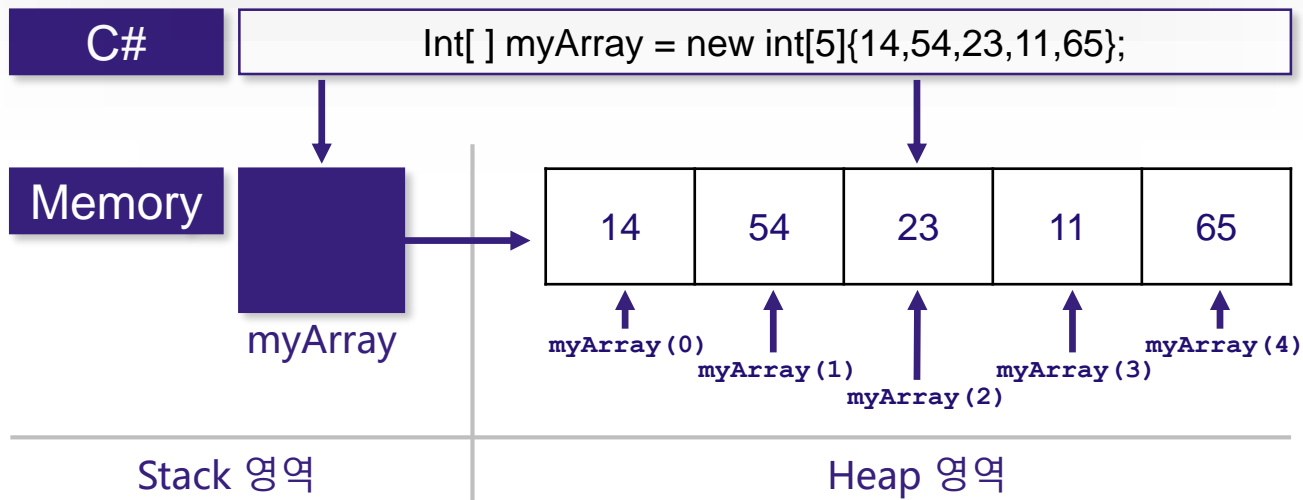 C#
Int[ ] myArray = new int[5]{14,54,23,11,65};
Memory
14 54 23 11 65
myArray
myArray(0)
myArray(1)
myArray(2)
myArray(3)
myArray(4)
Stack 영역
Heap 영역